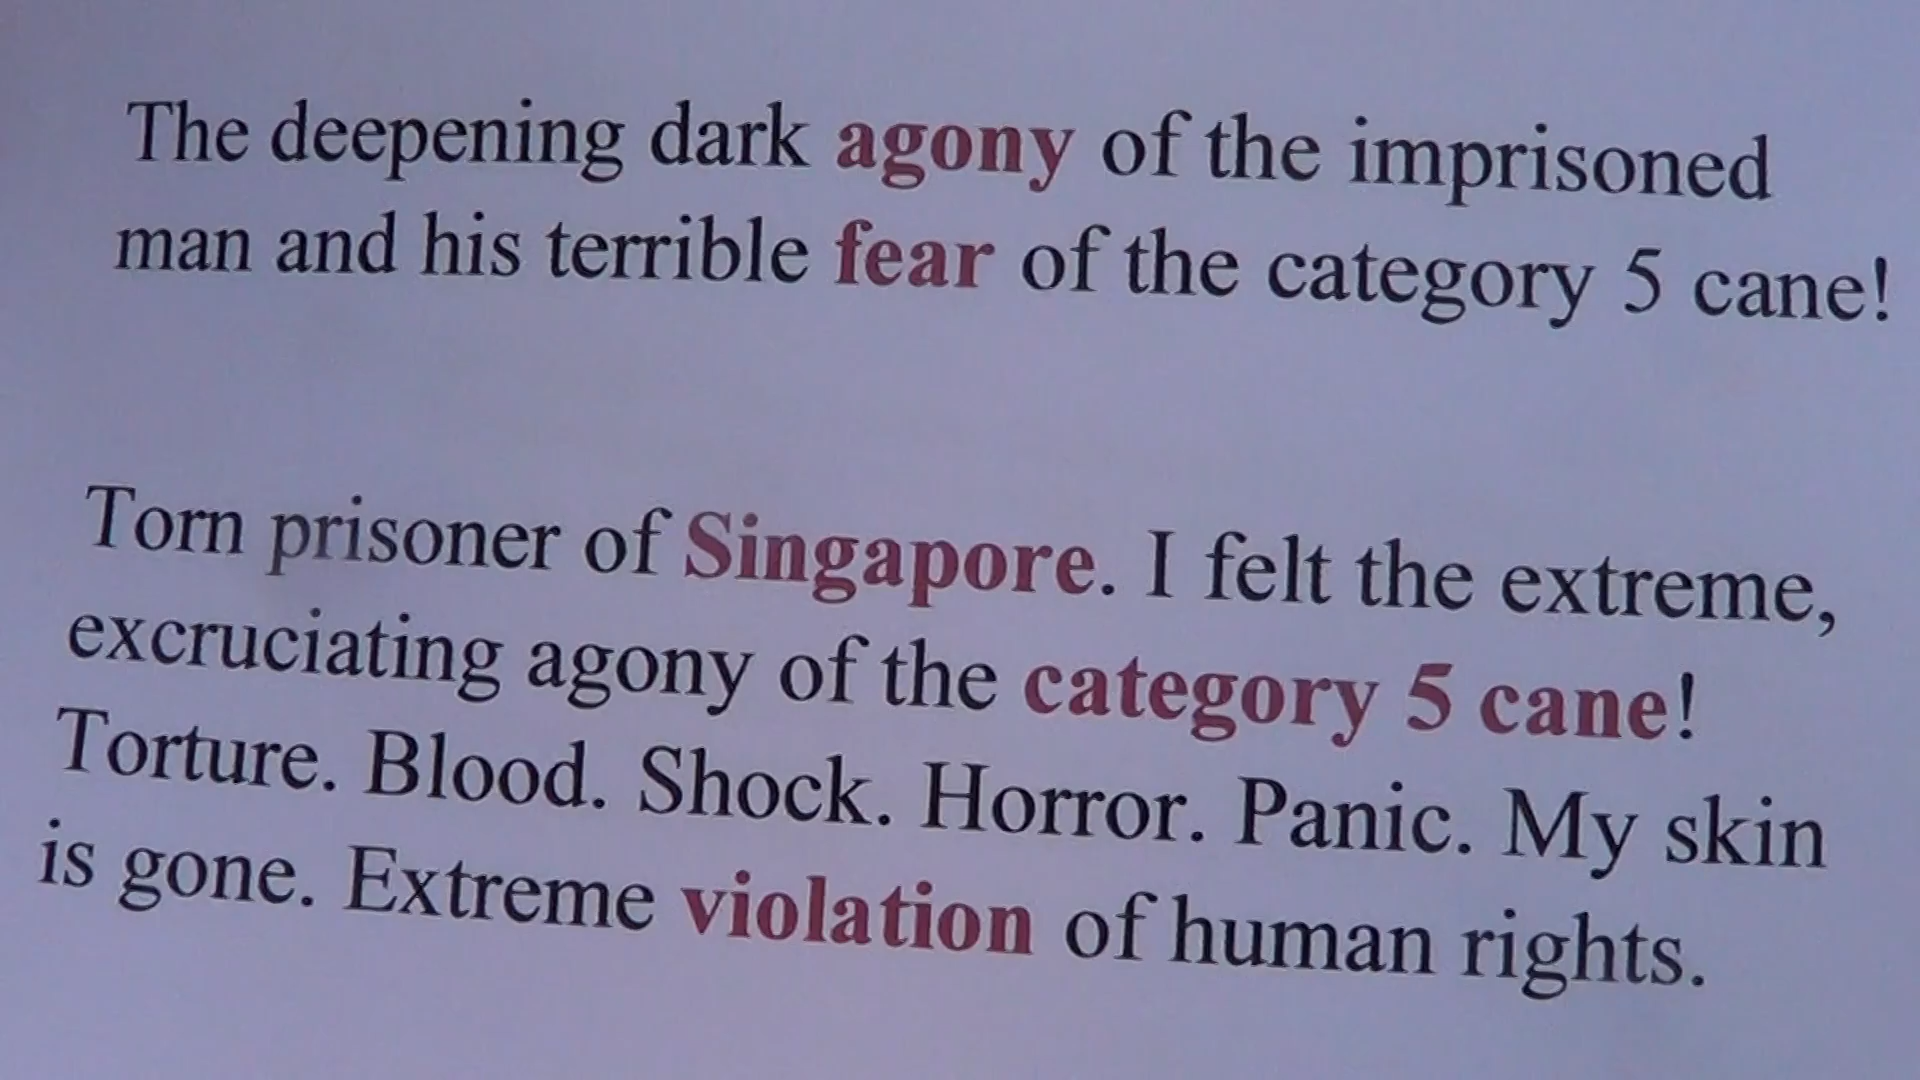 The deepening dark agony of the imprisoned
man and his terrible fear of the category 5 cane!
Torn prisoner of Singapore. I felt the extreme,
excruciating agony of the category 5 cane!
Torture. Blood. Shock. Horror. Panic. My skin
is gone. Extreme violation of human rights.